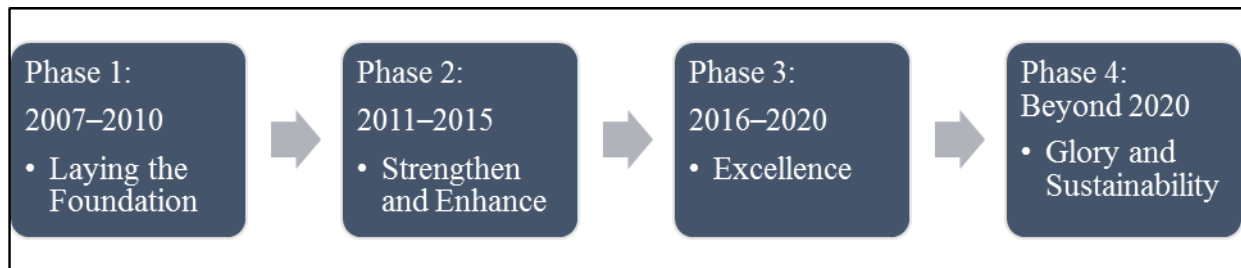 Phase 1:
2007–2010
• Laying the
Foundation
Phase 2:
2011–2015
• Strengthen
and Enhance
Phase 3:
2016–2020
• Excellence
Phase 4:
Beyond 2020
• Glory and
Sustainability